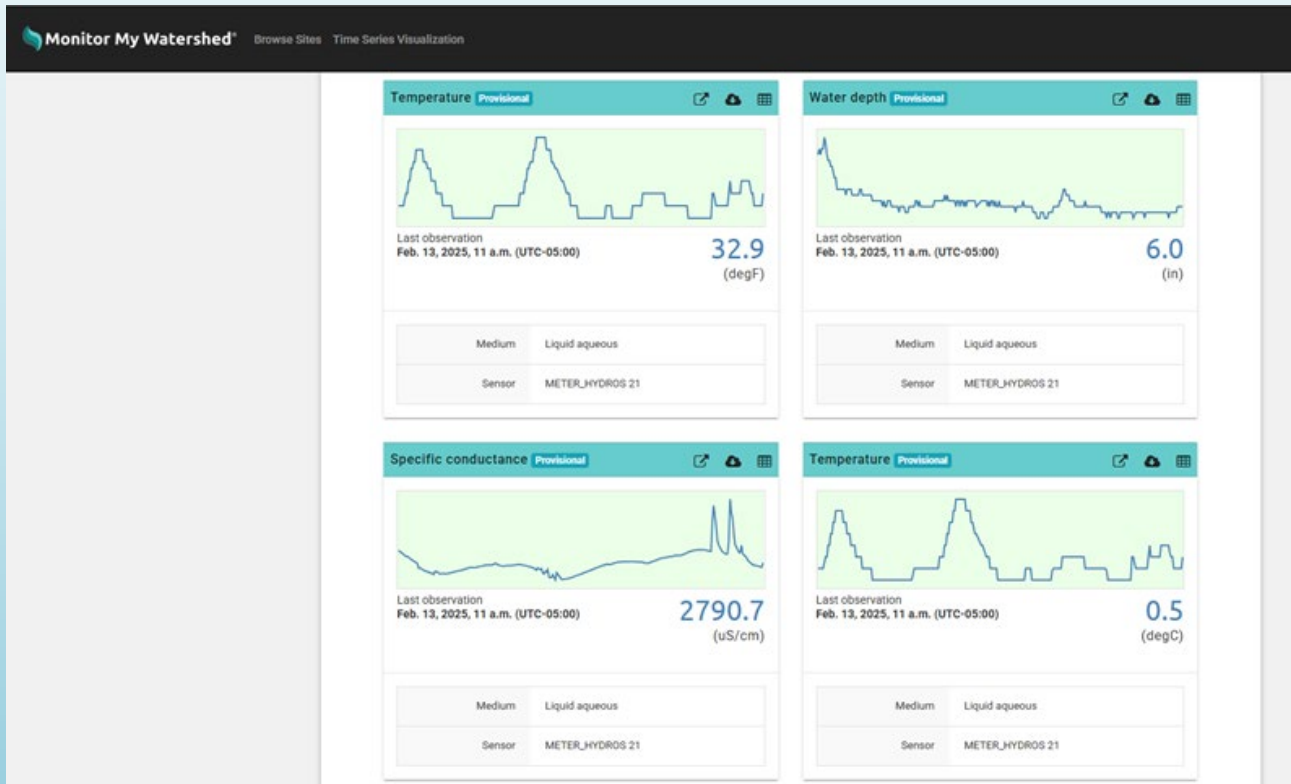 Monitor My Watershed® Browse Sites Time Series Visualization
Temperature Provisional
Last observation
Feb. 13, 2025, 11 a.m. (UTC-05:00)
32.9
(degF)
Medium Liquid aqueous
Sensor METER_HYDROS 21
Water depth Provisional
Last observation
Feb. 13, 2025, 11 a.m. (UTC-05:00)
6.0
(in)
Medium Liquid aqueous
Sensor METER_HYDROS 21
Specific conductance Provisional
Last observation
Feb. 13, 2025, 11 a.m. (UTC-05:00)
2790.7
(uS/cm)
Medium Liquid aqueous
Sensor METER_HYDROS 21
Temperature Provisional
Last observation
Feb. 13, 2025, 11 a.m. (UTC-05:00)
0.5
(degC)
Medium Liquid aqueous
Sensor METER_HYDROS 21